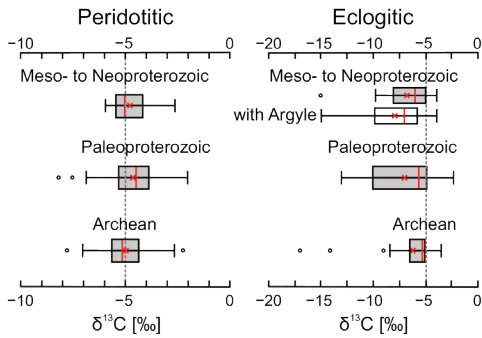 Peridotitic
Eclogitic
−10 −5 0
−20 −15 −10 −5 0
Meso- to Neoproterozoic
Meso- to Neoproterozoic
with Argyle
Paleoproterozoic
Paleoproterozoic
Archean
Archean
−10 −5 0
−20 −15 −10 −5 0
δ¹³C [‰]
δ¹³C [‰]